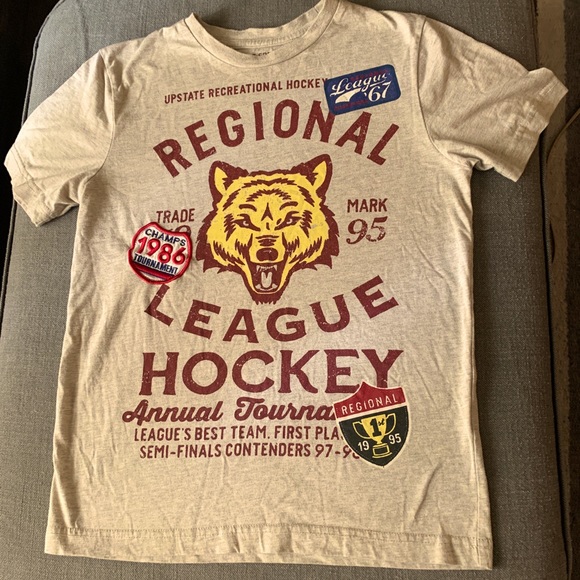 UPSTATE RECREATIONAL HOCKEY
League
'67
REGIONAL
TRADE MARK
9 95
CHAMPS
1986
TOURNAMENT
LEAGUE
HOCKEY
Annual Tourna
REGIONAL
1st
19 95
LEAGUE'S BEST TEAM. FIRST PLA
SEMI-FINALS CONTENDERS 97-98